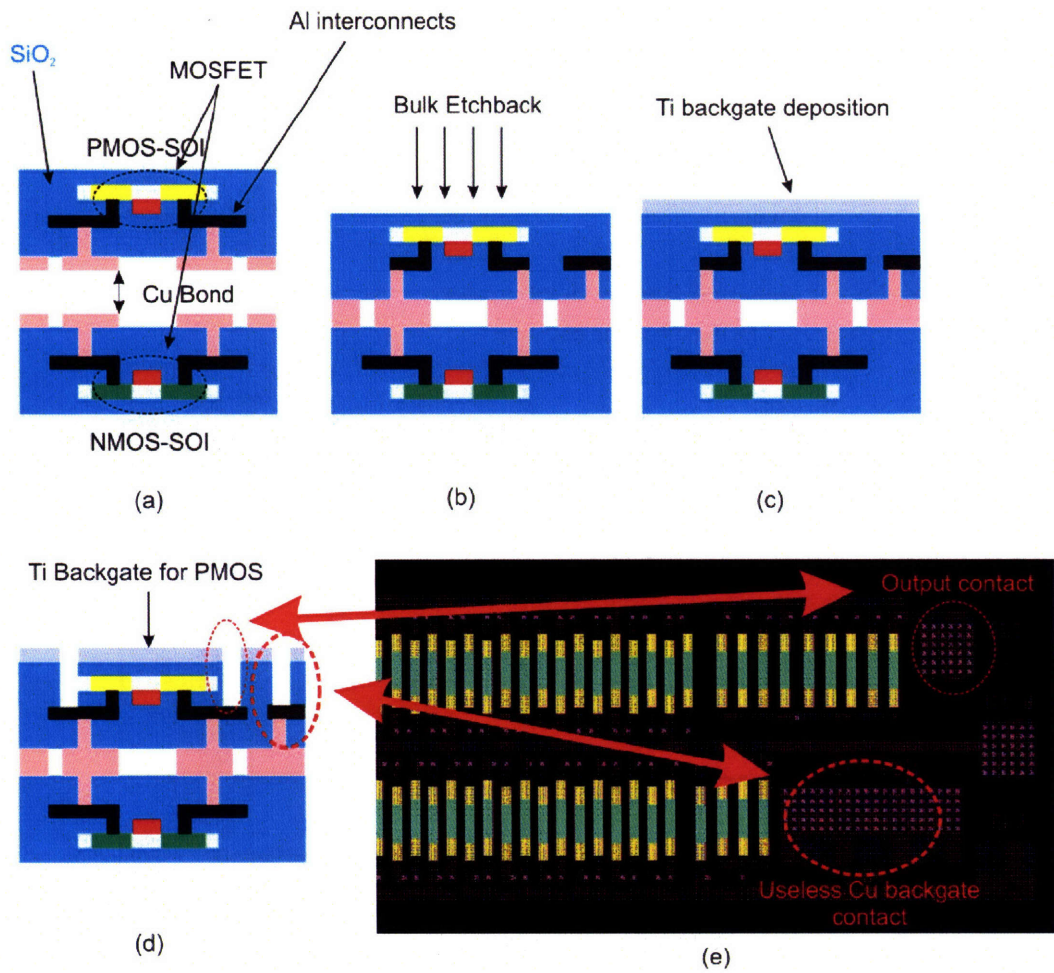 Al interconnects
SiO₂
MOSFET
PMOS-SOI
Cu Bond
NMOS-SOI
(a)
Bulk Etchback
(b)
Ti backgate deposition
(c)
Ti Backgate for PMOS
(d)
Output contact
Useless Cu backgate
contact
(e)